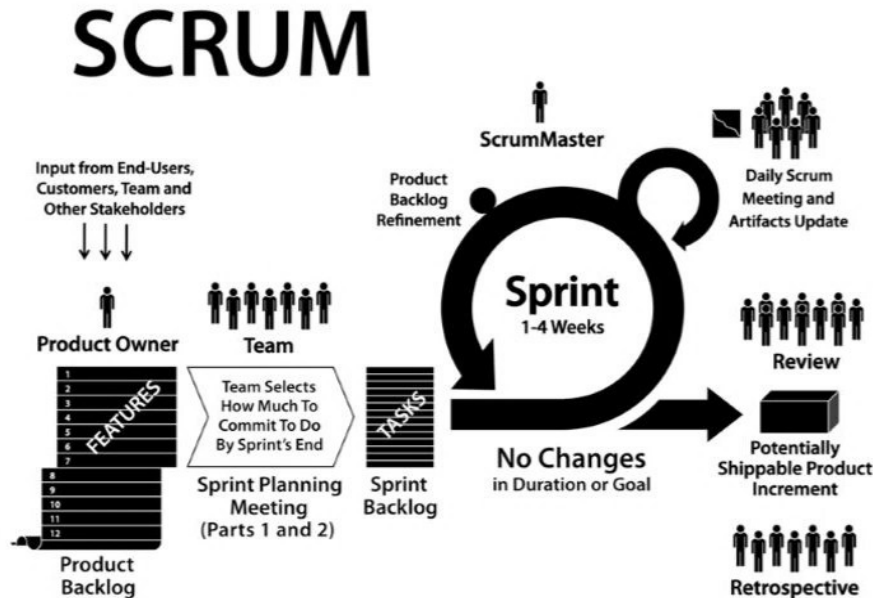 SCRUM
Input from End-Users,
Customers, Team and
Other Stakeholders
Product Owner
1
2
3
4
5
6
7
FEATURES
8
9
10
11
12
Product
Backlog
Team
Team Selects
How Much To
Commit To Do
By Sprint's End
Sprint Planning
Meeting
(Parts 1 and 2)
TASKS
Sprint
Backlog
ScrumMaster
Product
Backlog
Refinement
Daily Scrum
Meeting and
Artifacts Update
Sprint
1-4 Weeks
No Changes
in Duration or Goal
Review
Potentially
Shippable Product
Increment
Retrospective